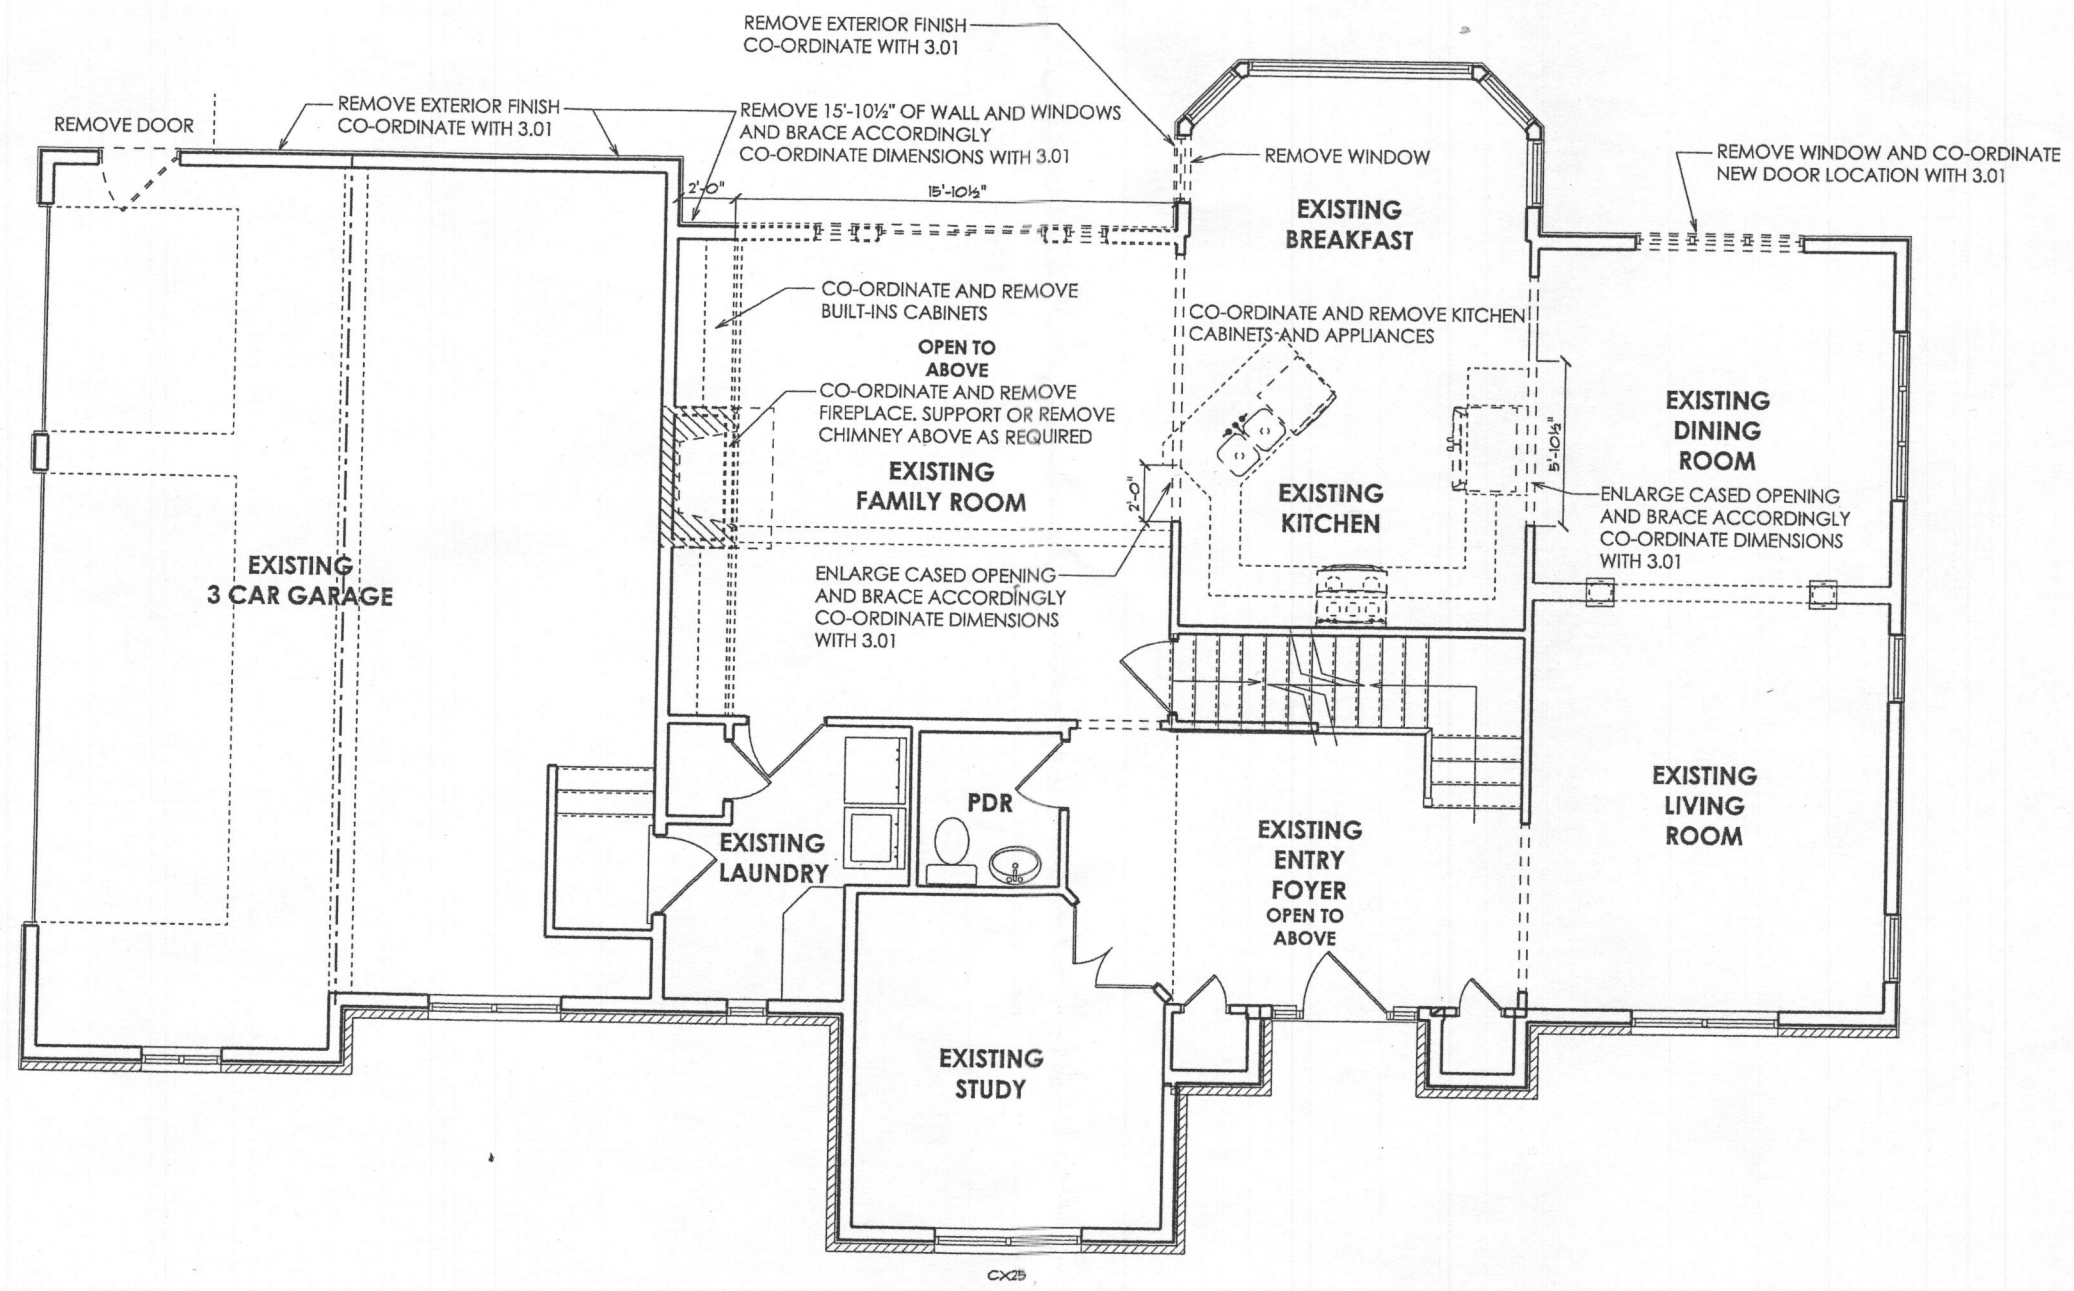 REMOVE EXTERIOR FINISH
CO-ORDINATE WITH 3.01
REMOVE DOOR
REMOVE EXTERIOR FINISH
CO-ORDINATE WITH 3.01
REMOVE 15'-10½" OF WALL AND WINDOWS
AND BRACE ACCORDINGLY
CO-ORDINATE DIMENSIONS WITH 3.01
REMOVE WINDOW
REMOVE WINDOW AND CO-ORDINATE
NEW DOOR LOCATION WITH 3.01
2'-0"
15'-10½"
EXISTING
BREAKFAST
CO-ORDINATE AND REMOVE
BUILT-INS CABINETS
CO-ORDINATE AND REMOVE KITCHEN
CABINETS AND APPLIANCES
OPEN TO
ABOVE
CO-ORDINATE AND REMOVE
FIREPLACE. SUPPORT OR REMOVE
CHIMNEY ABOVE AS REQUIRED
EXISTING
FAMILY ROOM
2'-0"
EXISTING
KITCHEN
5'-10½"
EXISTING
DINING
ROOM
ENLARGE CASED OPENING
AND BRACE ACCORDINGLY
CO-ORDINATE DIMENSIONS
WITH 3.01
EXISTING
3 CAR GARAGE
ENLARGE CASED OPENING
AND BRACE ACCORDINGLY
CO-ORDINATE DIMENSIONS
WITH 3.01
EXISTING
LIVING
ROOM
PDR
EXISTING
LAUNDRY
EXISTING
ENTRY
FOYER
OPEN TO
ABOVE
EXISTING
STUDY
CX25